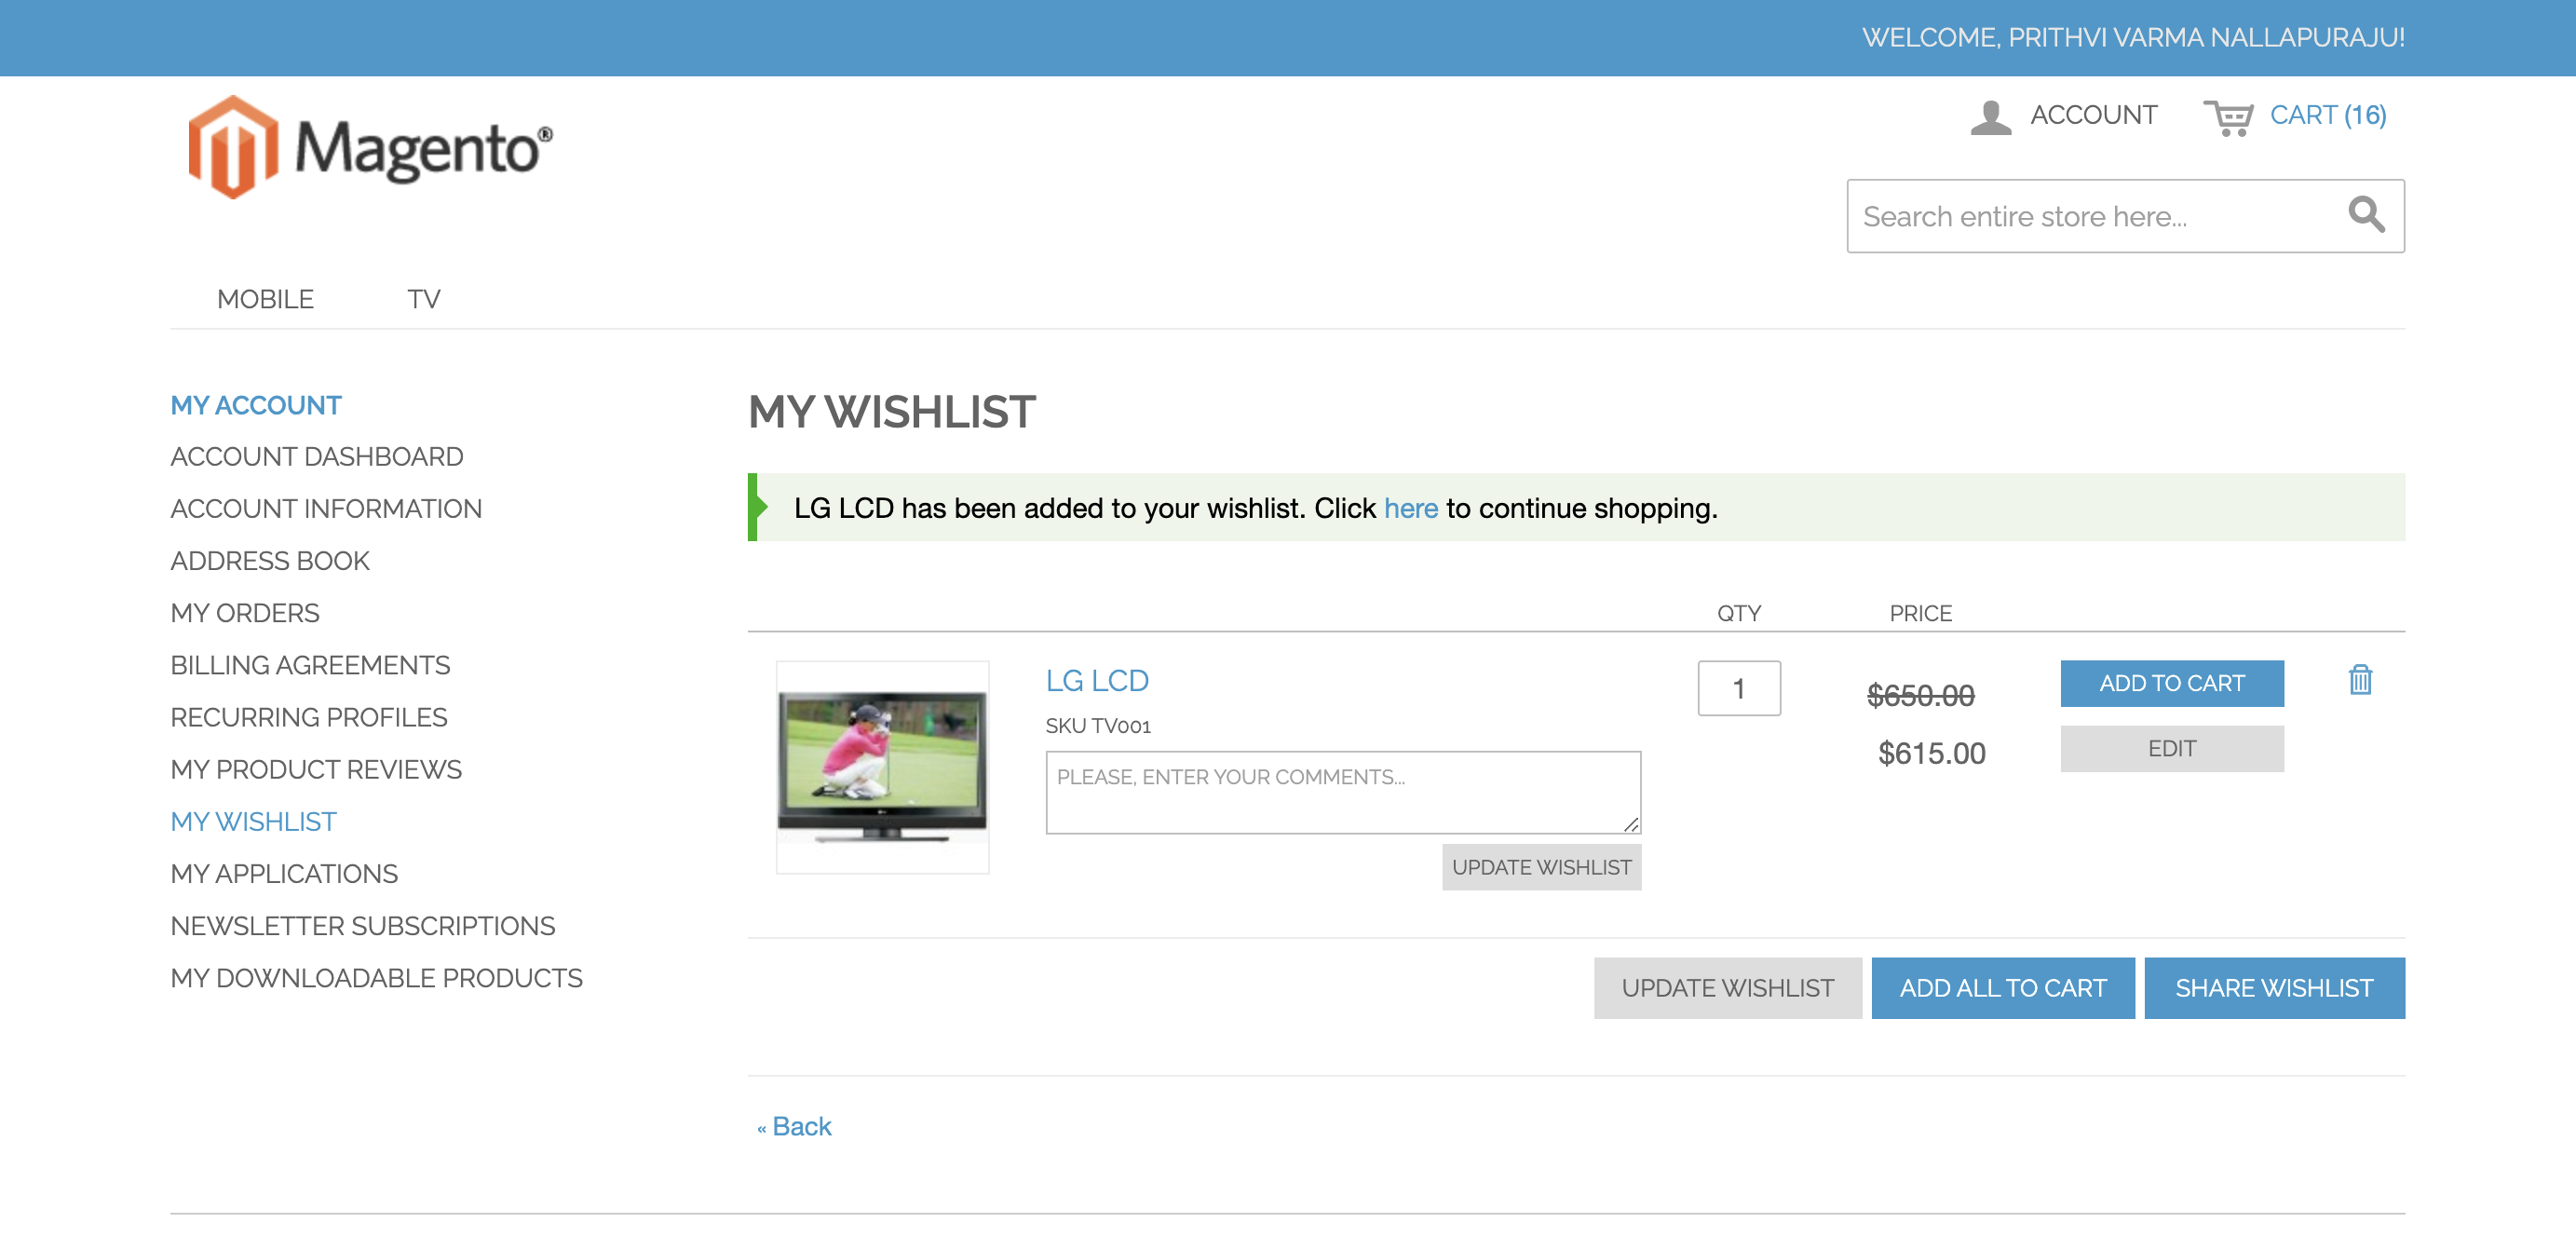 WELCOME, PRITHVI VARMA NALLAPURAJU!
Magento®
ACCOUNT
CART (16)
Search entire store here...
MOBILE
TV
MY ACCOUNT
ACCOUNT DASHBOARD
ACCOUNT INFORMATION
ADDRESS BOOK
MY ORDERS
BILLING AGREEMENTS
RECURRING PROFILES
MY PRODUCT REVIEWS
MY WISHLIST
MY APPLICATIONS
NEWSLETTER SUBSCRIPTIONS
MY DOWNLOADABLE PRODUCTS
MY WISHLIST
LG LCD has been added to your wishlist. Click here to continue shopping.
QTY
PRICE
LG LCD
SKU TV001
PLEASE, ENTER YOUR COMMENTS...
UPDATE WISHLIST
1
$650.00
$615.00
ADD TO CART
EDIT
UPDATE WISHLIST
ADD ALL TO CART
SHARE WISHLIST
« Back